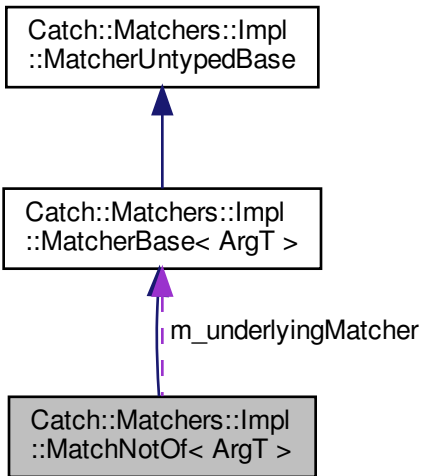 Catch::Matchers::Impl
::MatcherUntypedBase
Catch::Matchers::Impl
::MatcherBase< ArgT >
m_underlyingMatcher
Catch::Matchers::Impl
::MatchNotOf< ArgT >